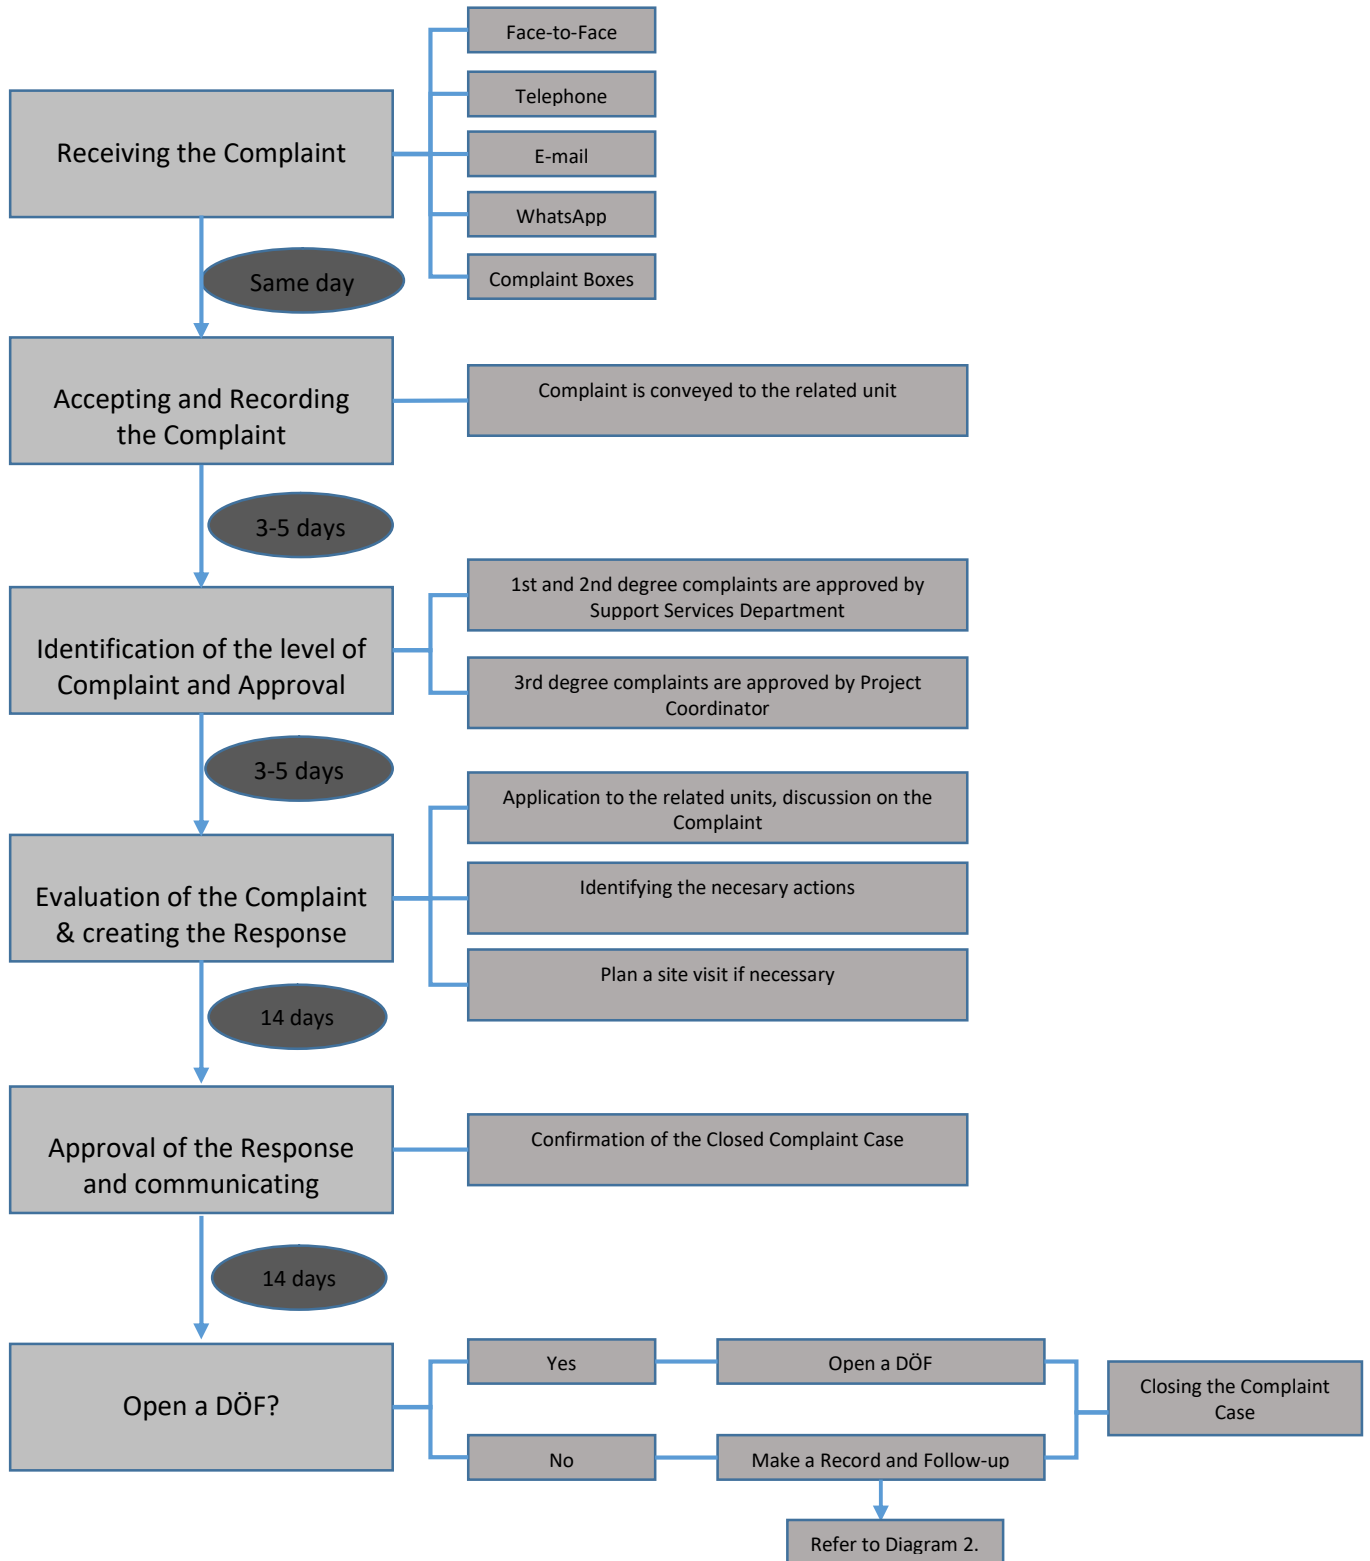 Face-to-Face
Telephone
Receiving the Complaint
E-mail
WhatsApp
Complaint Boxes
Same day
Accepting and Recording
the Complaint
Complaint is conveyed to the related unit
3-5 days
Identification of the level of
Complaint and Approval
1st and 2nd degree complaints are approved by
Support Services Department
3rd degree complaints are approved by Project
Coordinator
3-5 days
Evaluation of the Complaint
& creating the Response
Application to the related units, discussion on the
Complaint
Identifying the necesary actions
Plan a site visit if necessary
14 days
Approval of the Response
and communicating
Confirmation of the Closed Complaint Case
14 days
Open a DÖF?
Yes
Open a DÖF
No
Make a Record and Follow-up
Closing the Complaint
Case
Refer to Diagram 2.